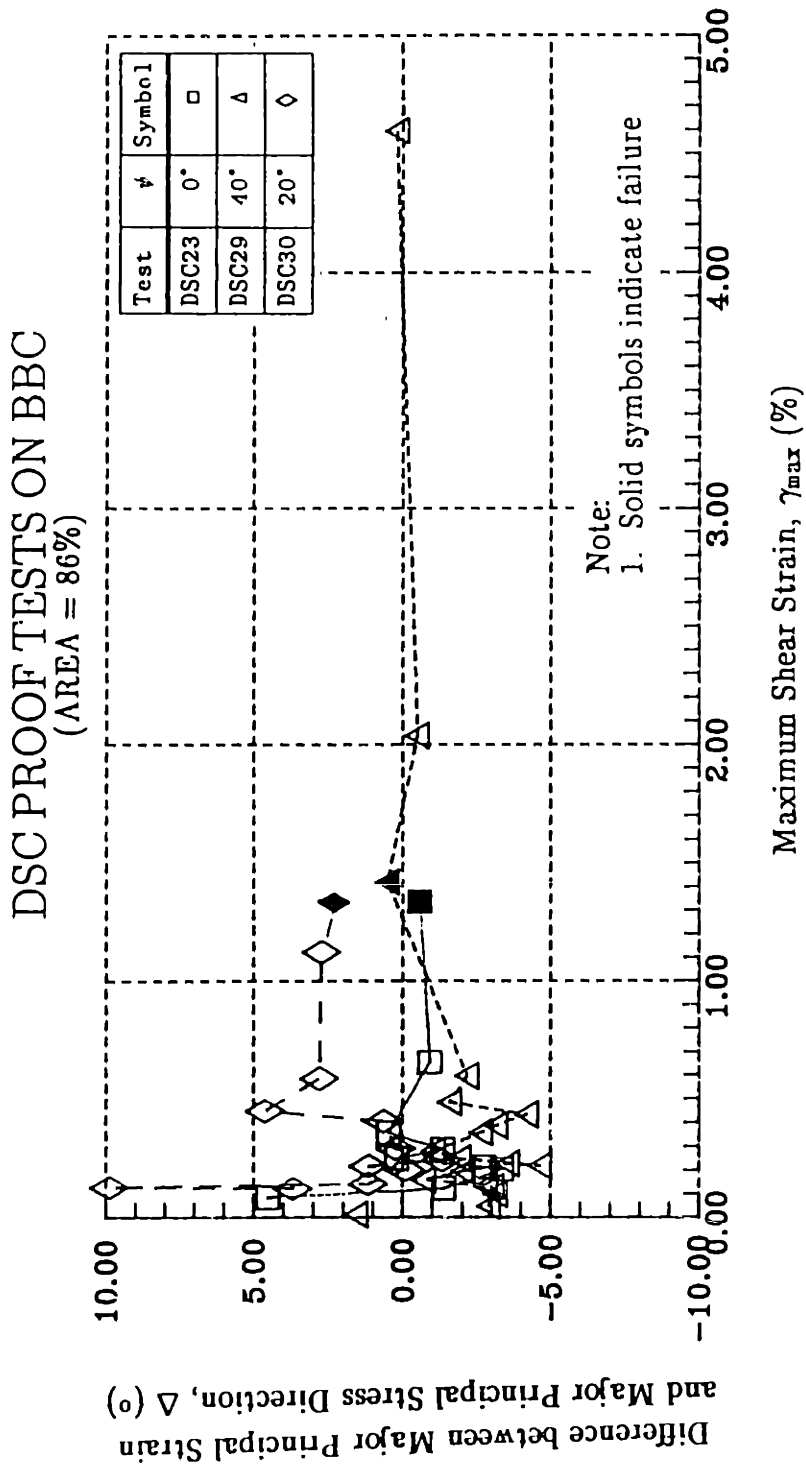 DSC PROOF TESTS ON BBC
(AREA = 86%)
Test ψ Symbol
DSC23 0° □
DSC29 40° △
DSC30 20° ◇
Note:
1. Solid symbols indicate failure
10.00
5.00
0.00
-5.00
-10.00
0.00
1.00
2.00
3.00
4.00
5.00
Difference between Major Principal Strain
and Major Principal Stress Direction, Δ (°)
Maximum Shear Strain, γmax (%)